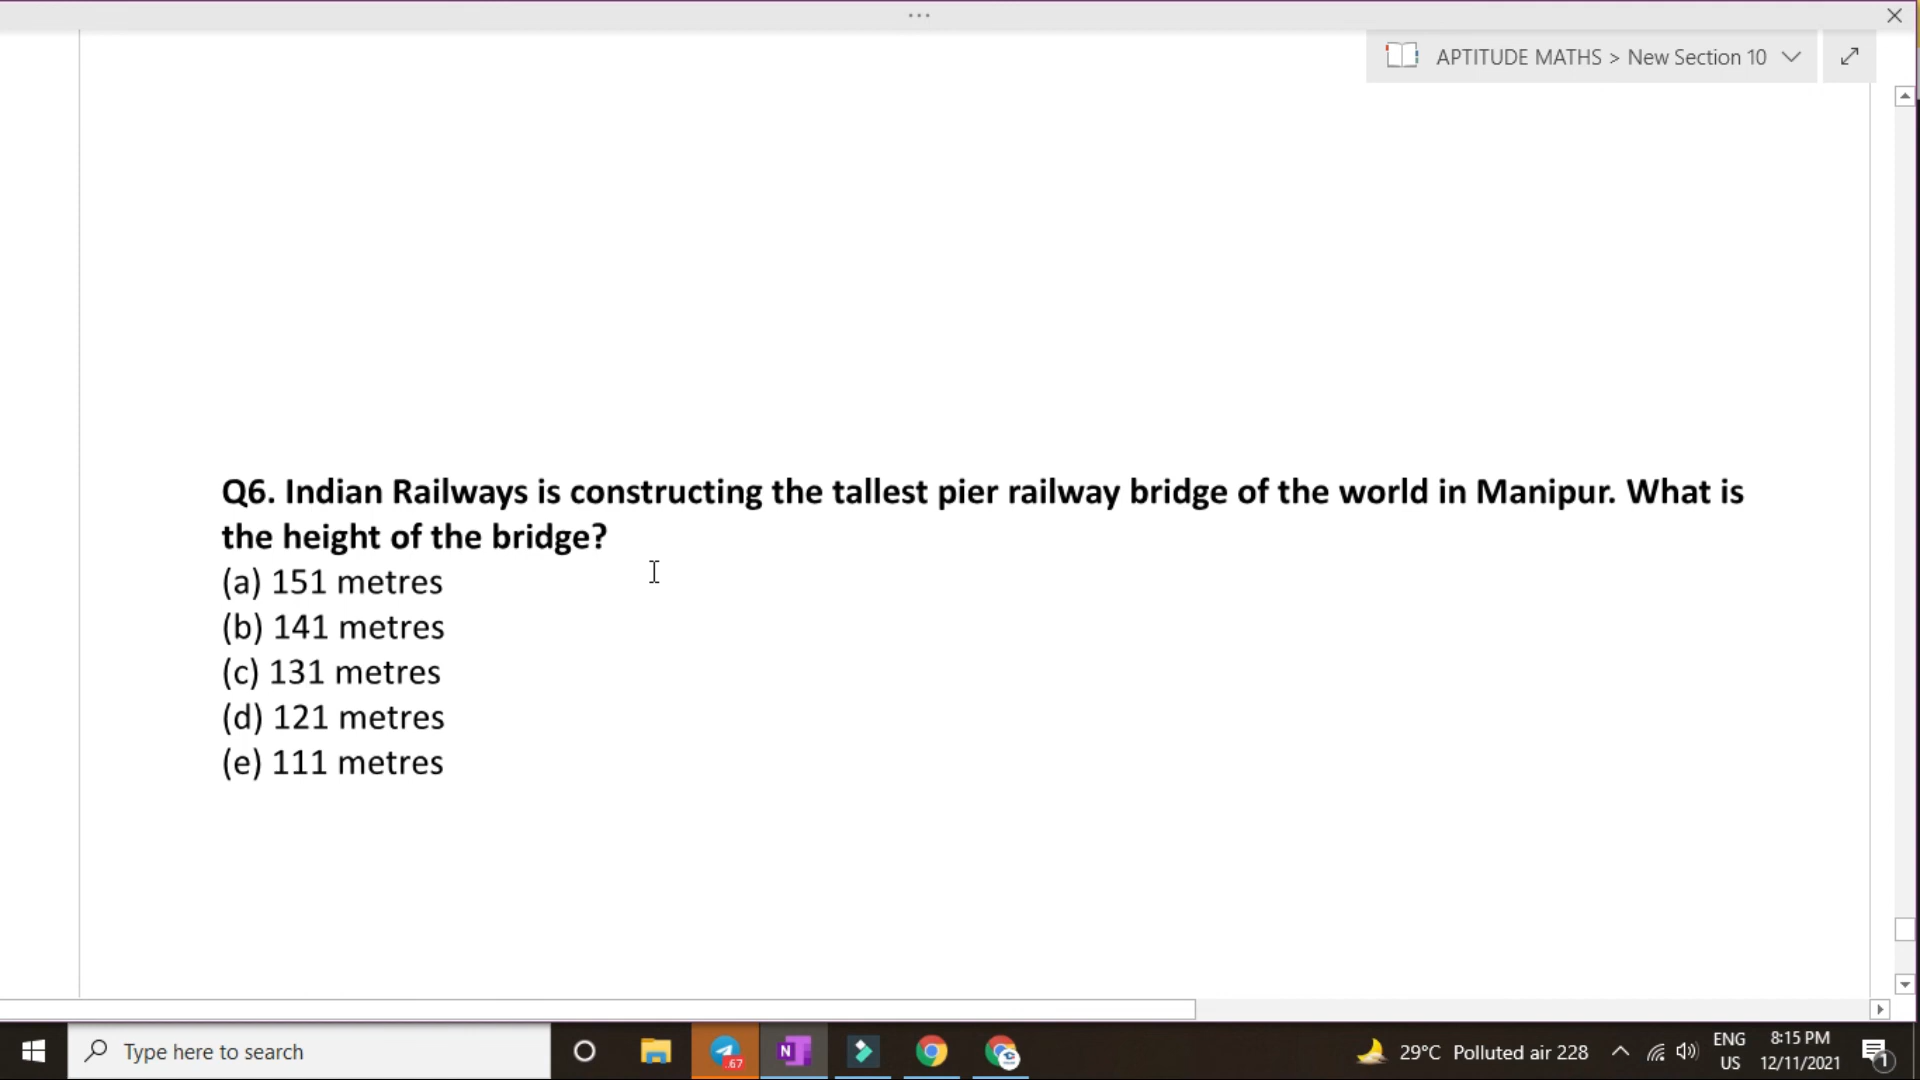 ...
APTITUDE MATHS > New Section 10
Q6. Indian Railways is constructing the tallest pier railway bridge of the world in Manipur. What is
the height of the bridge?
(a) 151 metres
(b) 141 metres
(c) 131 metres
(d) 121 metres
(e) 111 metres
Type here to search
..67
N
29°C Polluted air 228
ENG
US
8:15 PM
12/11/2021
1